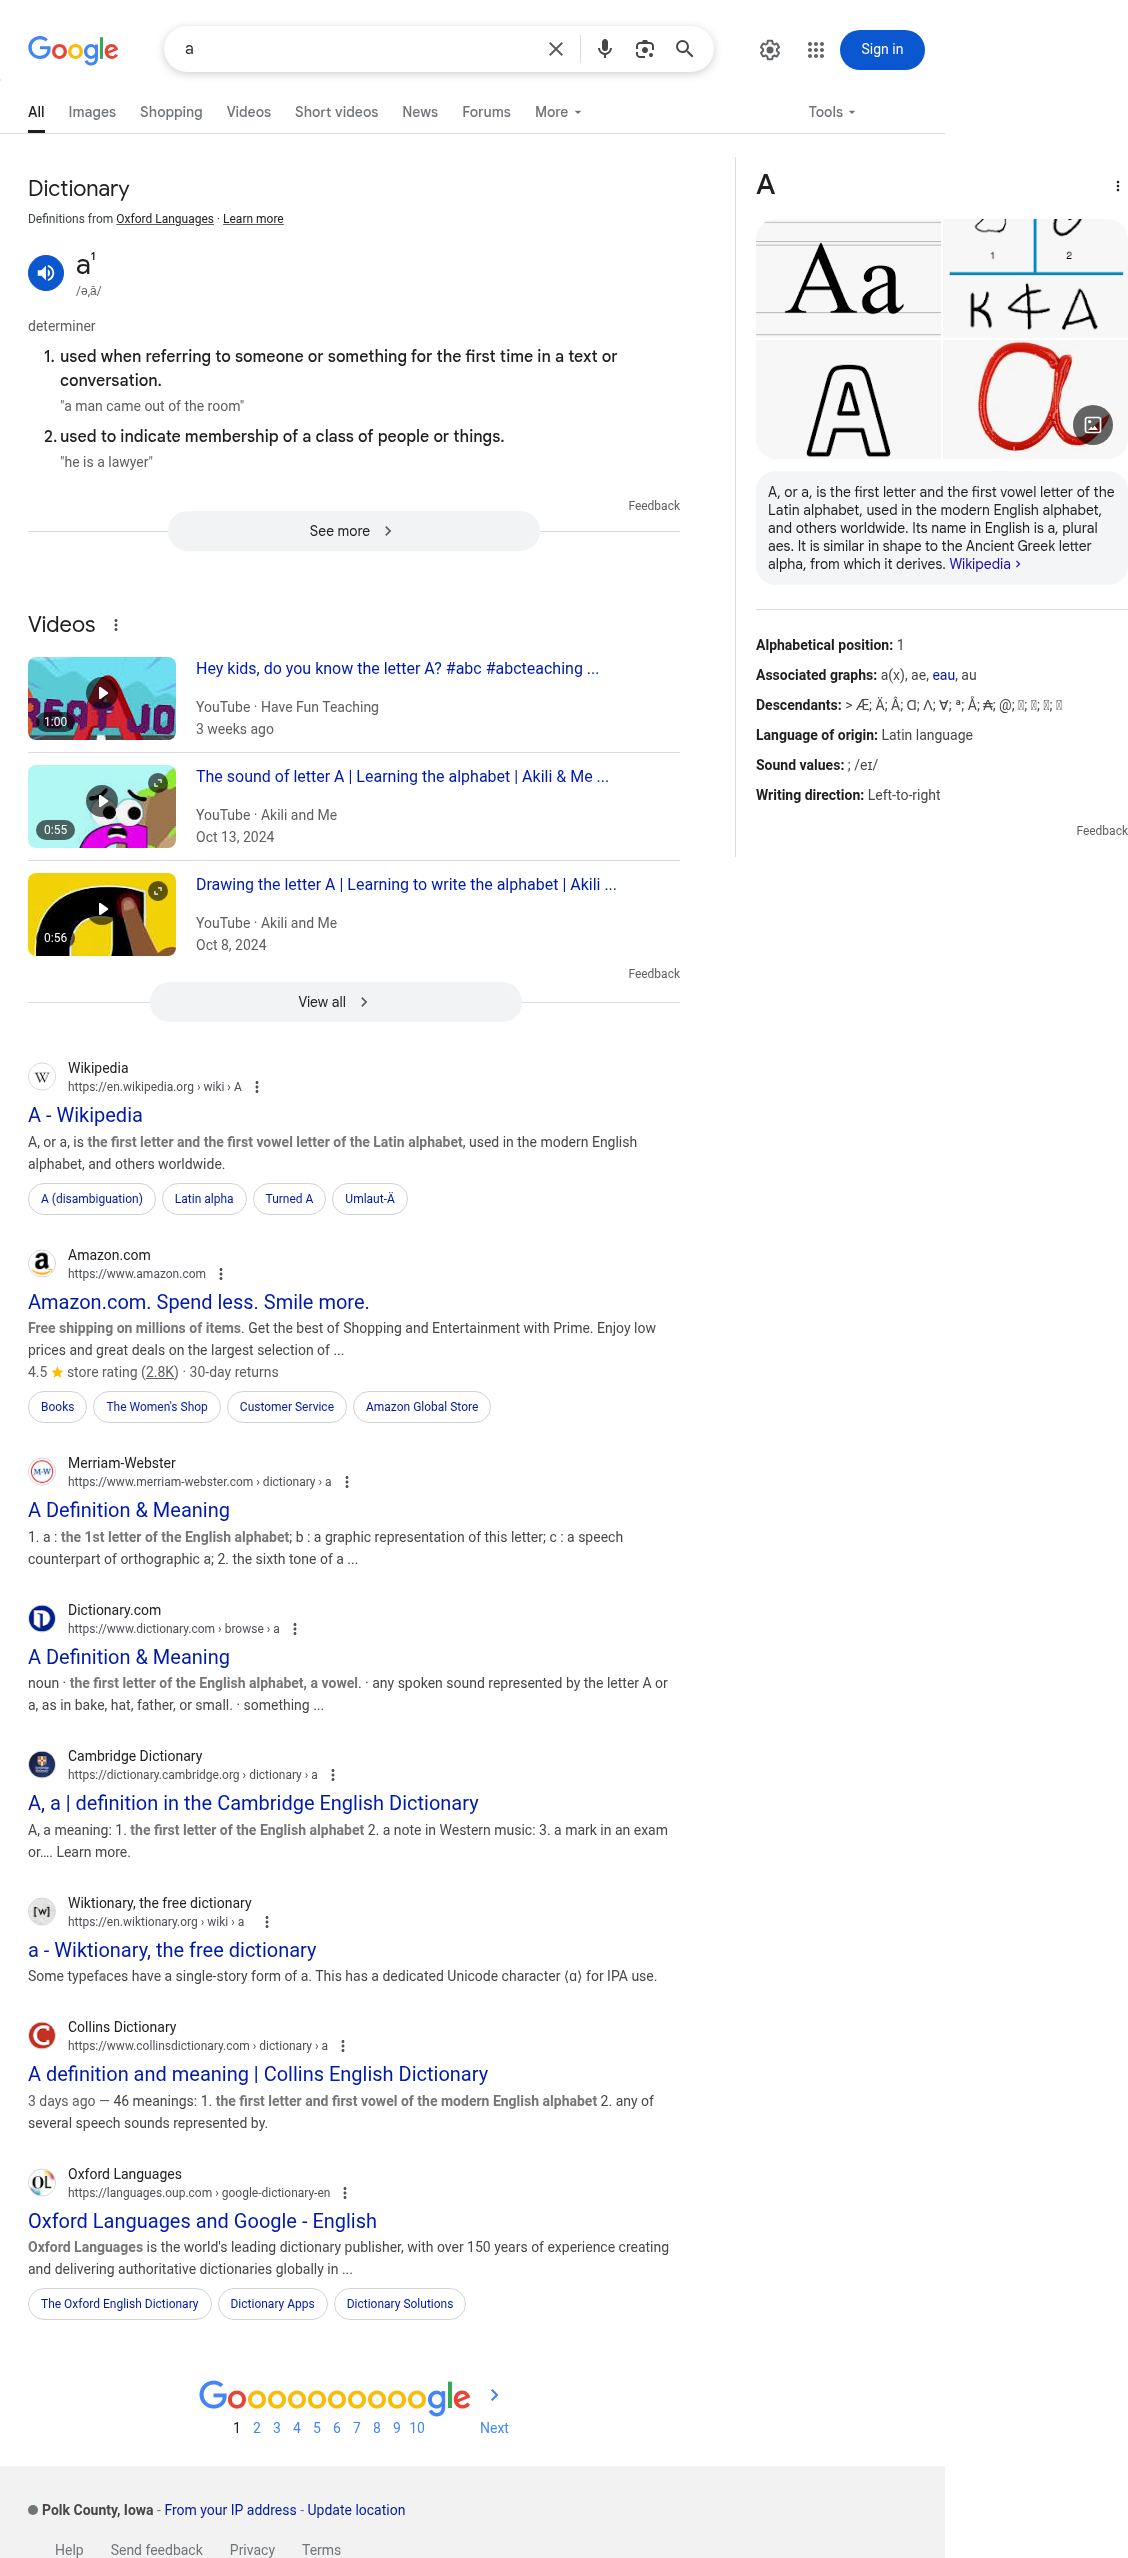 Google
a
Sign in
All Images Shopping Videos Short videos News Forums More Tools
Dictionary
Definitions from Oxford Languages · Learn more
a¹
/ə,ā/
determiner
1. used when referring to someone or something for the first time in a text or
conversation.
"a man came out of the room"
2. used to indicate membership of a class of people or things.
"he is a lawyer"
Feedback
See more
Videos
1:00
Hey kids, do you know the letter A? #abc #abcteaching ...
YouTube · Have Fun Teaching
3 weeks ago
0:55
The sound of letter A | Learning the alphabet | Akili & Me ...
YouTube · Akili and Me
Oct 13, 2024
0:56
Drawing the letter A | Learning to write the alphabet | Akili ...
YouTube · Akili and Me
Oct 8, 2024
Feedback
View all
Wikipedia
https://en.wikipedia.org › wiki › A
A - Wikipedia
A, or a, is the first letter and the first vowel letter of the Latin alphabet, used in the modern English
alphabet, and others worldwide.
A (disambiguation) Latin alpha Turned A Umlaut-Ä
Amazon.com
https://www.amazon.com
Amazon.com. Spend less. Smile more.
Free shipping on millions of items. Get the best of Shopping and Entertainment with Prime. Enjoy low
prices and great deals on the largest selection of ...
4.5 ★ store rating (2.8K) · 30-day returns
Books The Women's Shop Customer Service Amazon Global Store
Merriam-Webster
https://www.merriam-webster.com › dictionary › a
A Definition & Meaning
1. a : the 1st letter of the English alphabet; b : a graphic representation of this letter; c : a speech
counterpart of orthographic a; 2. the sixth tone of a ...
Dictionary.com
https://www.dictionary.com › browse › a
A Definition & Meaning
noun · the first letter of the English alphabet, a vowel. · any spoken sound represented by the letter A or
a, as in bake, hat, father, or small. · something ...
Cambridge Dictionary
https://dictionary.cambridge.org › dictionary › a
A, a | definition in the Cambridge English Dictionary
A, a meaning: 1. the first letter of the English alphabet 2. a note in Western music: 3. a mark in an exam
or…. Learn more.
Wiktionary, the free dictionary
https://en.wiktionary.org › wiki › a
a - Wiktionary, the free dictionary
Some typefaces have a single-story form of a. This has a dedicated Unicode character ⟨ɑ⟩ for IPA use.
Collins Dictionary
https://www.collinsdictionary.com › dictionary › a
A definition and meaning | Collins English Dictionary
3 days ago — 46 meanings: 1. the first letter and first vowel of the modern English alphabet 2. any of
several speech sounds represented by.
Oxford Languages
https://languages.oup.com › google-dictionary-en
Oxford Languages and Google - English
Oxford Languages is the world's leading dictionary publisher, with over 150 years of experience creating
and delivering authoritative dictionaries globally in ...
The Oxford English Dictionary Dictionary Apps Dictionary Solutions
A
Aa
1 2
K ¢ A
A
a
A, or a, is the first letter and the first vowel letter of the
Latin alphabet, used in the modern English alphabet,
and others worldwide. Its name in English is a, plural
aes. It is similar in shape to the Ancient Greek letter
alpha, from which it derives. Wikipedia ›
Alphabetical position: 1
Associated graphs: a(x), ae, eau, au
Descendants: > Æ; Ä; Â; Ɑ; Ʌ; Ɐ; ª; Å; ₳; @;
Language of origin: Latin language
Sound values: ; /eɪ/
Writing direction: Left-to-right
Feedback
Goooooooooogle
1 2 3 4 5 6 7 8 9 10 Next
Polk County, Iowa - From your IP address - Update location
Help Send feedback Privacy Terms